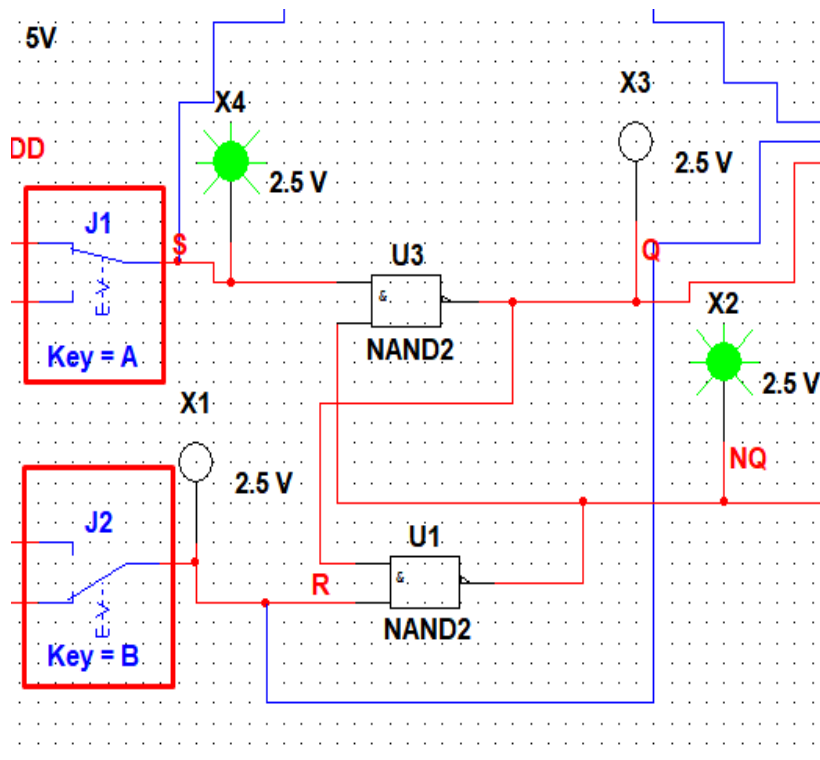 5V
X4
X3
DD
2.5 V
2.5 V
J1
S
U3
Q
&
X2
Key = A
NAND2
X1
2.5 V
2.5 V
NQ
J2
U1
&
R
Key = B
NAND2